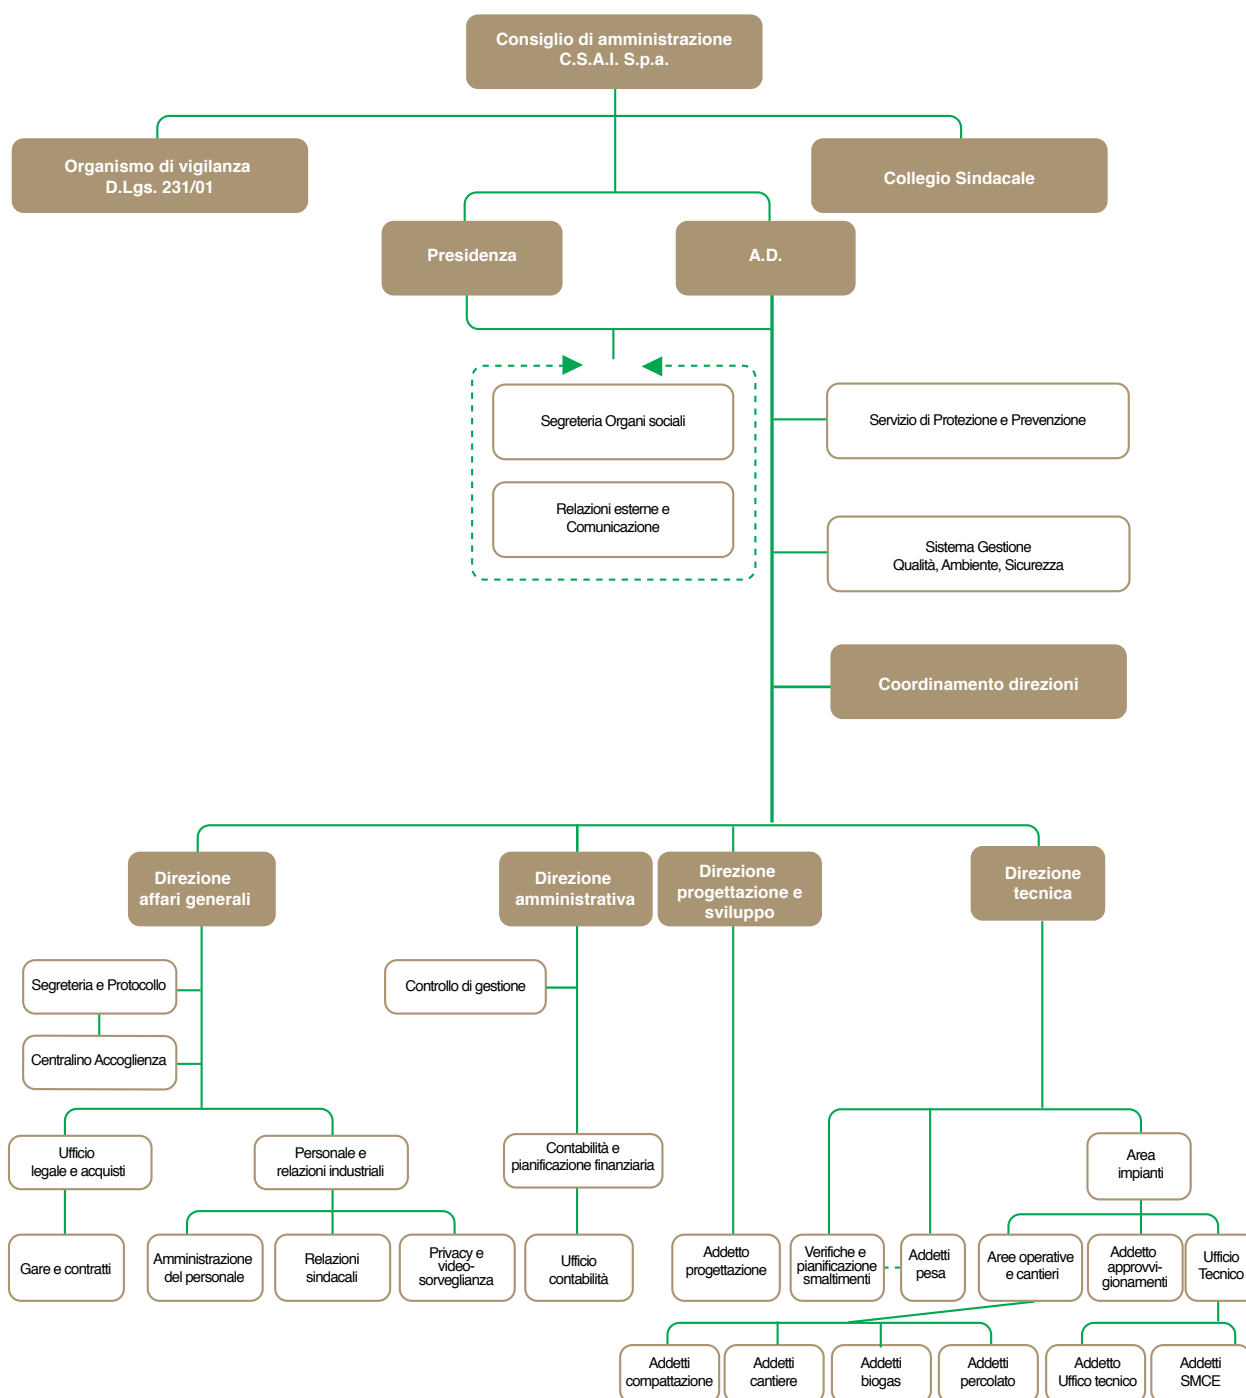 Consiglio di amministrazione
C.S.A.I. S.p.a.
Organismo di vigilanza
D.Lgs. 231/01
Collegio Sindacale
Presidenza
A.D.
Segreteria Organi sociali
Servizio di Protezione e Prevenzione
Relazioni esterne e
Comunicazione
Sistema Gestione
Qualità, Ambiente, Sicurezza
Coordinamento direzioni
Direzione
affari generali
Direzione
amministrativa
Direzione
progettazione e
sviluppo
Direzione
tecnica
Segreteria e Protocollo
Controllo di gestione
Centralino Accoglienza
Ufficio
legale e acquisti
Personale e
relazioni industriali
Contabilità e
pianificazione finanziaria
Area
impianti
Gare e contratti
Amministrazione
del personale
Relazioni
sindacali
Privacy e
video-
sorveglianza
Ufficio
contabilità
Addetto
progettazione
Verifiche e
pianificazione
smaltimenti
Addetti
pesa
Aree operative
e cantieri
Addetto
approvvi-
gionamenti
Ufficio
Tecnico
Addetti
compattazione
Addetti
cantiere
Addetti
biogas
Addetti
percolato
Addetto
Uffico tecnico
Addetti
SMCE